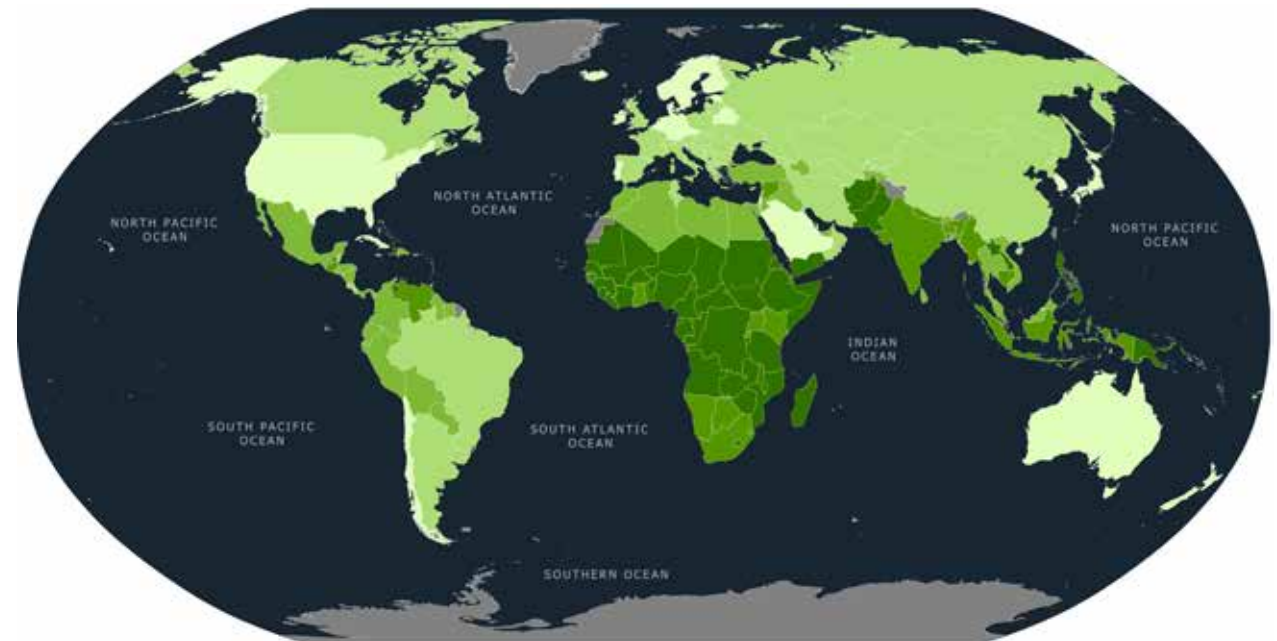 NORTH ATLANTIC
OCEAN
NORTH PACIFIC
OCEAN
NORTH PACIFIC
OCEAN
INDIAN
OCEAN
SOUTH PACIFIC
OCEAN
SOUTH ATLANTIC
OCEAN
SOUTHERN OCEAN